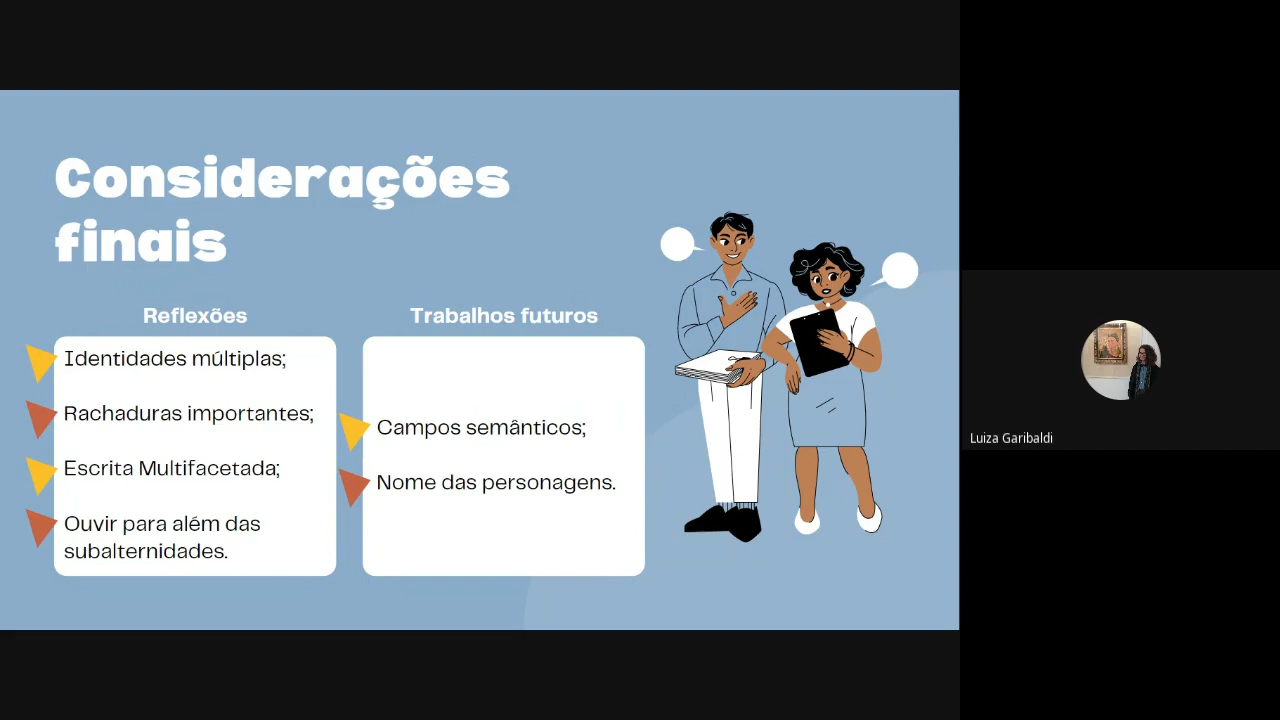 Considerações
finais
Reflexões
Identidades múltiplas;
Rachaduras importantes;
Escrita Multifacetada;
Ouvir para além das
subalternidades.
Trabalhos futuros
Campos semânticos;
Nome das personagens.
Luiza Garibaldi